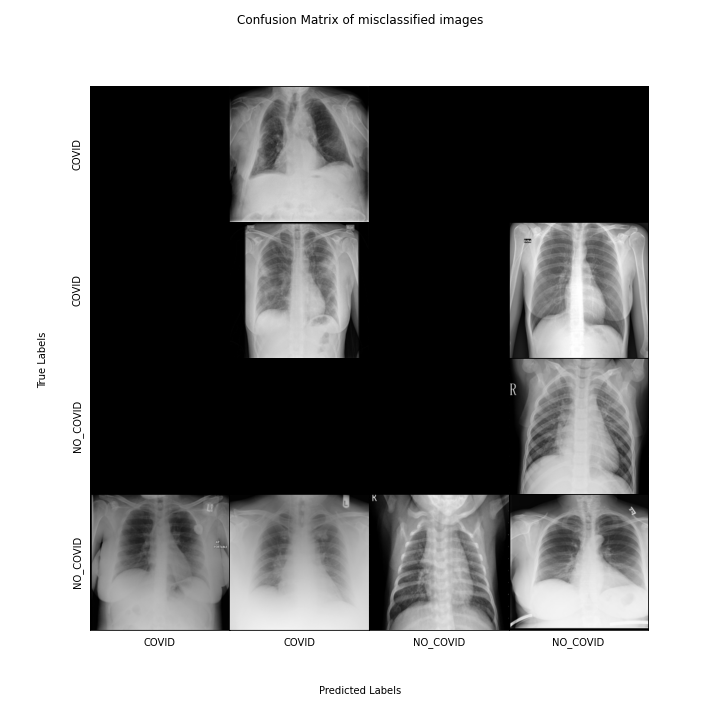 Confusion Matrix of misclassified images
COVID
COVID
True Labels
NO_COVID
NO_COVID
R
L
R
COVID
COVID
NO_COVID
NO_COVID
Predicted Labels